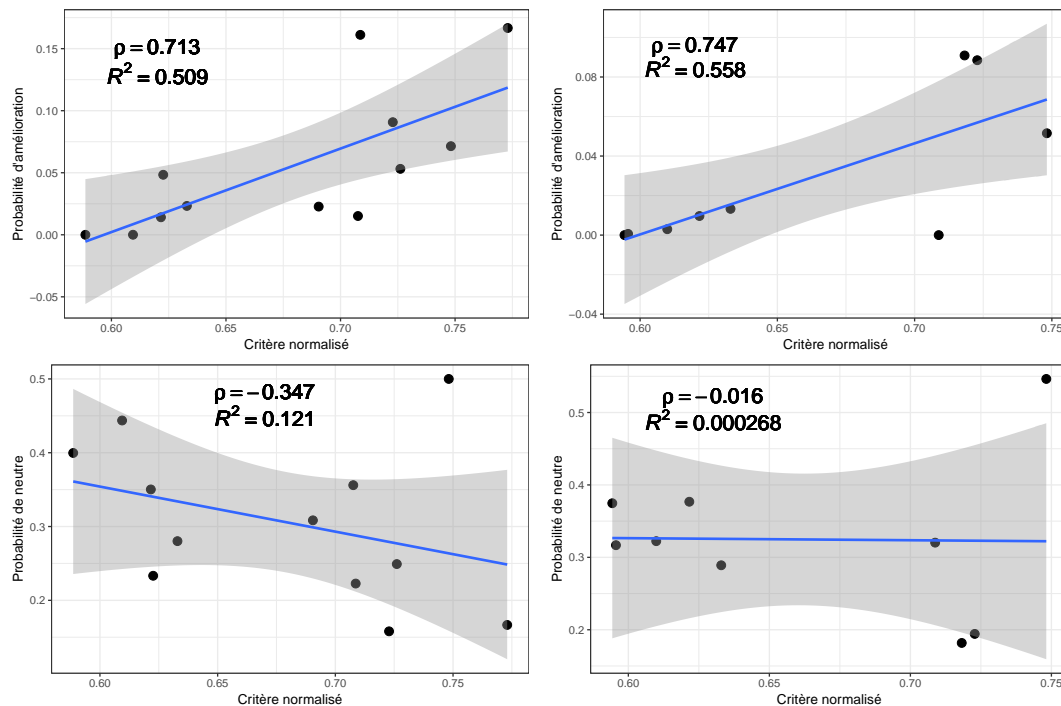 ρ = 0.713
R² = 0.509
Probabilité d'amélioration
0.15
0.10
0.05
0.00
−0.05
0.60
0.65
0.70
0.75
Critère normalisé
ρ = 0.747
R² = 0.558
Probabilité d'amélioration
0.08
0.04
0.00
−0.04
0.60
0.65
0.70
0.75
Critère normalisé
ρ = −0.347
R² = 0.121
Probabilité de neutre
0.5
0.4
0.3
0.2
0.60
0.65
0.70
0.75
Critère normalisé
ρ = −0.016
R² = 0.000268
Probabilité de neutre
0.5
0.4
0.3
0.2
0.60
0.65
0.70
0.75
Critère normalisé